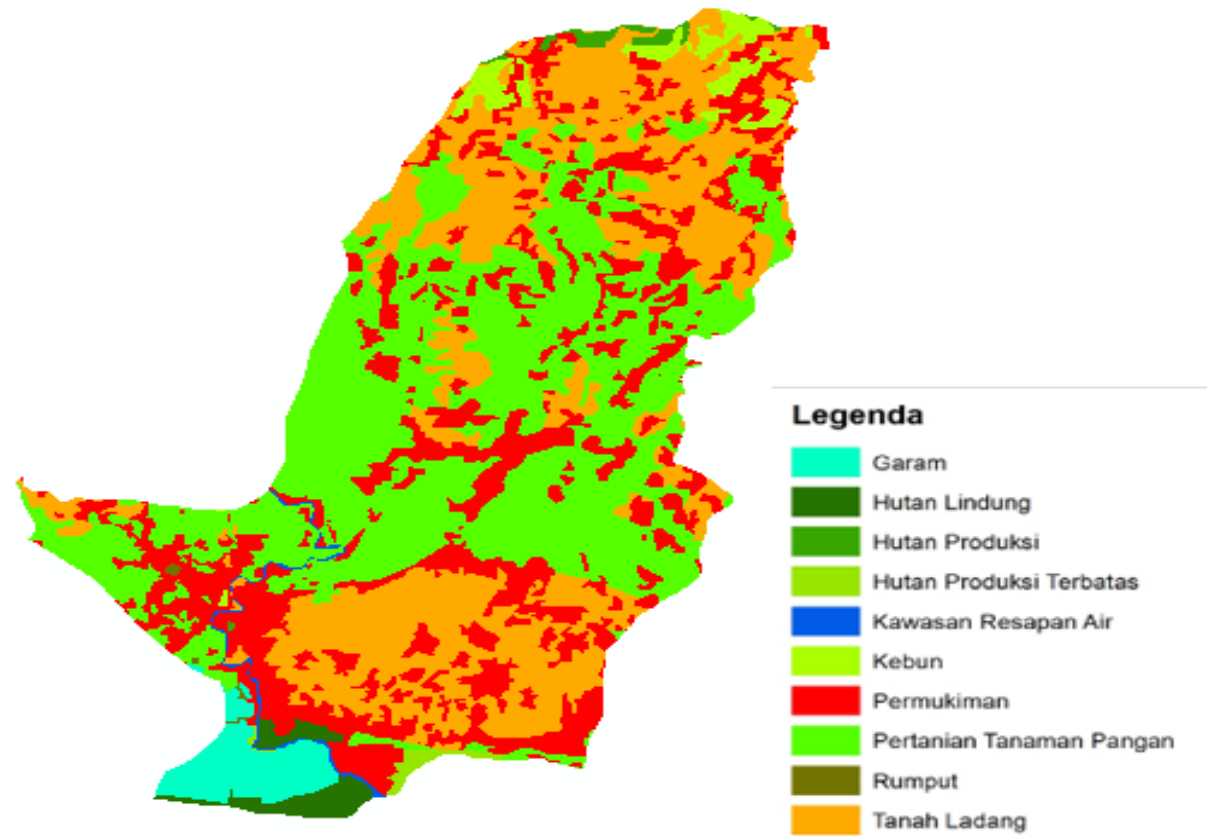 Legenda
Garam
Hutan Lindung
Hutan Produksi
Hutan Produksi Terbatas
Kawasan Resapan Air
Kebun
Permukiman
Pertanian Tanaman Pangan
Rumput
Tanah Ladang